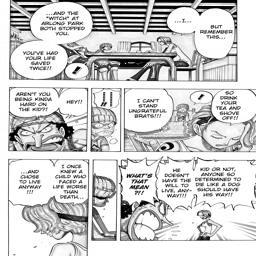 BUT
REMEMBER
THIS...
...I...
...AND THE
"WITCH" AT
ARLONG PARK
BOTH STOPPED
YOU.
YOU'VE HAD
YOUR LIFE
SAVED
TWICE!!
SO
DRINK
YOUR
TEA AND
SHOVE
OFF!!
I CAN'T
STAND
UNGRATEFUL
BRATS!!!
HEY!!
AREN'T YOU
BEING KINDA
HARD ON
THE KID?!
KID OR NOT,
ANYONE SO
DETERMINED
TO DIE LIKE
A DOG SHOULD
HAVE HIS
WAY!!
HE
DOESN'T
HAVE THE
WILL TO
LIVE, ANY-
WAY!!!
WHAT'S
THAT
MEAN
?!!
I ONCE
KNEW A
CHILD WHO
FACED A
LIFE WORSE
THAN
DEATH...
...AND
CHOSE
TO LIVE
ANYWAY
!!!